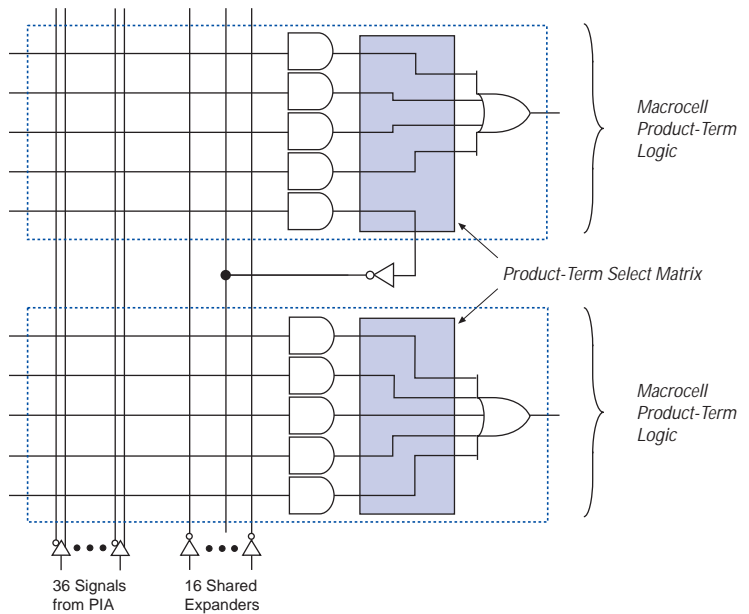 Macrocell
Product-Term
Logic
Product-Term Select Matrix
Macrocell
Product-Term
Logic
36 Signals
from PIA
16 Shared
Expanders